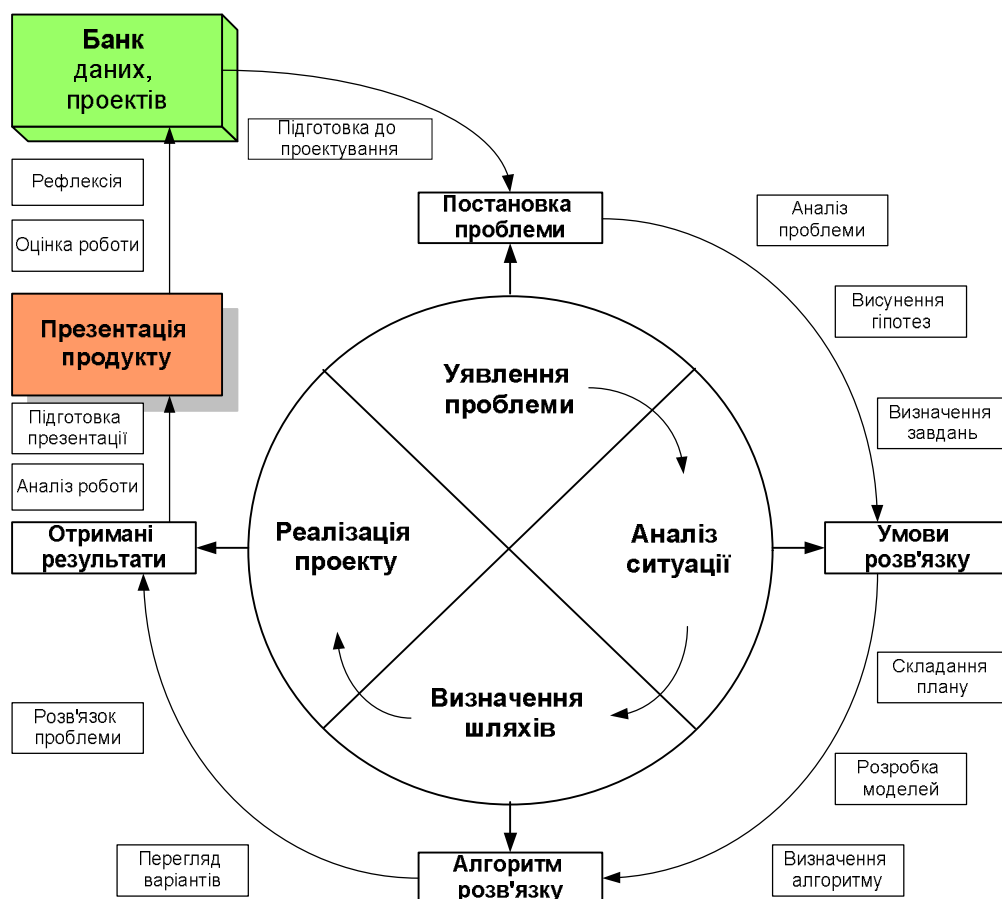 Банк
даних,
проектів
Підготовка до
проектування
Рефлексія
Оцінка роботи
Постановка
проблеми
Аналіз
проблеми
Висунення
гіпотез
Презентація
продукту
Уявлення
проблеми
Підготовка
презентації
Визначення
завдань
Аналіз роботи
Отримані
результати
Реалізація
проекту
Аналіз
ситуації
Умови
розв'язку
Складання
плану
Визначення
шляхів
Розв'язок
проблеми
Розробка
моделей
Перегляд
варіантів
Алгоритм
розв'язку
Визначення
алгоритму